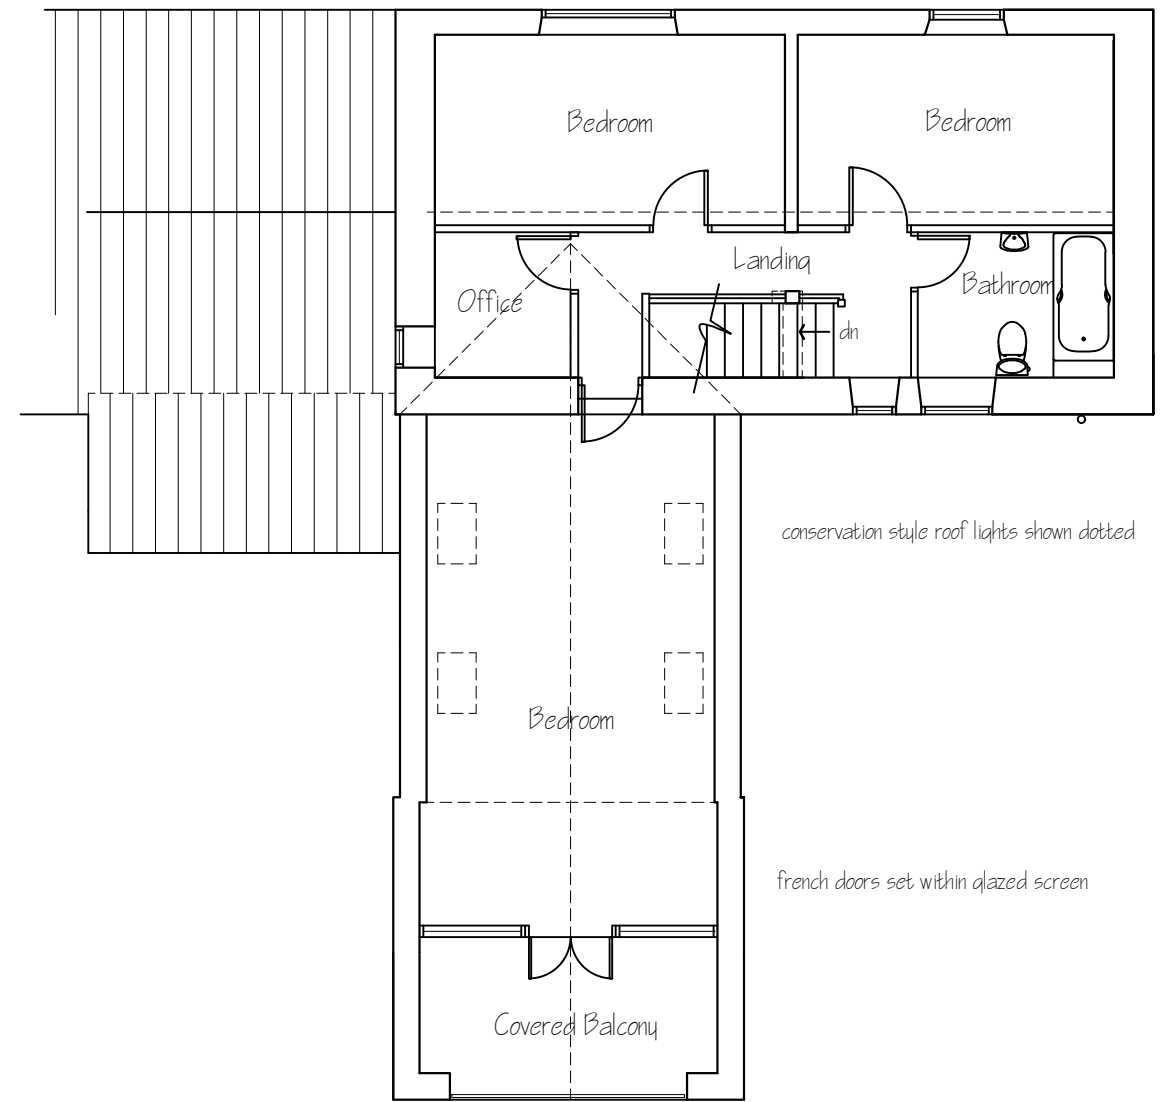 Bedroom
Bedroom
Landing
Office
Bathroom
dn
conservation style roof lights shown dotted
Bedroom
french doors set within glazed screen
Covered Balcony